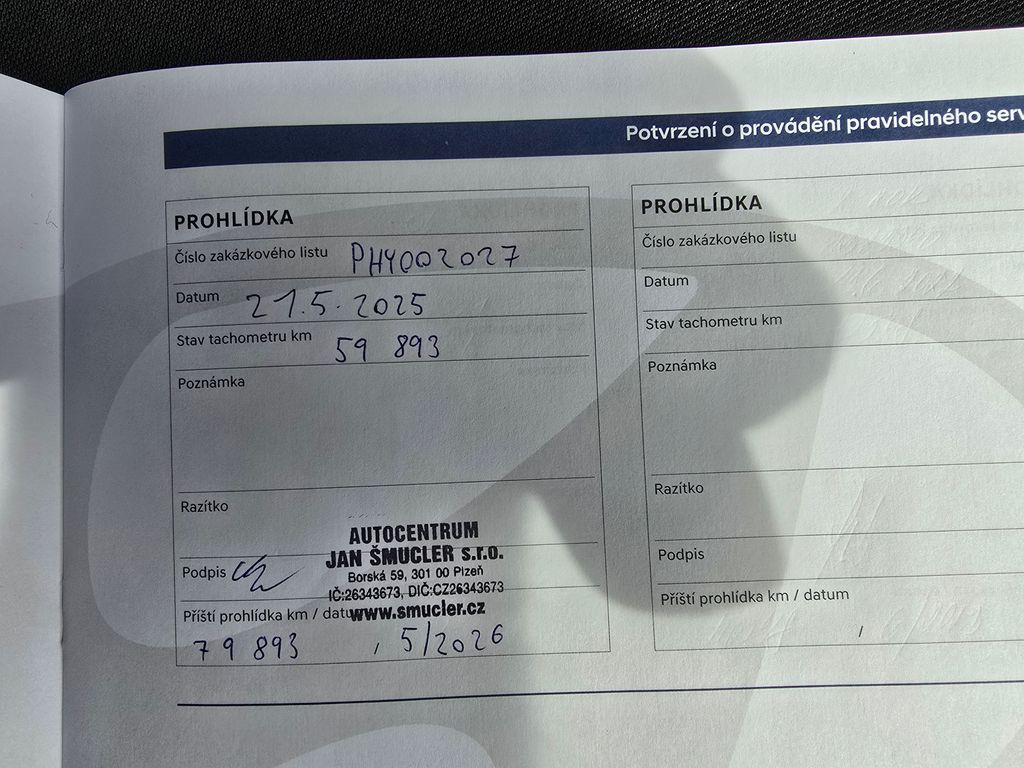 Potvrzení o provádění pravidelného
PROHLÍDKA
Číslo zakázkového listu PHY002027
Datum 21.5.2025
Stav tachometru km 59 893
Poznámka
Razítko
AUTOCENTRUM
JAN ŠMUCLER s.r.o.
Borská 59, 301 00 Plzeň
IČ:26343673, DIČ:CZ26343673
www.smucler.cz
Podpis
Příští prohlídka km / datum
79 893 , 5/2026
PROHLÍDKA
Číslo zakázkového listu
Datum
Stav tachometru km
Poznámka
Razítko
Podpis
Příští prohlídka km / datum
/